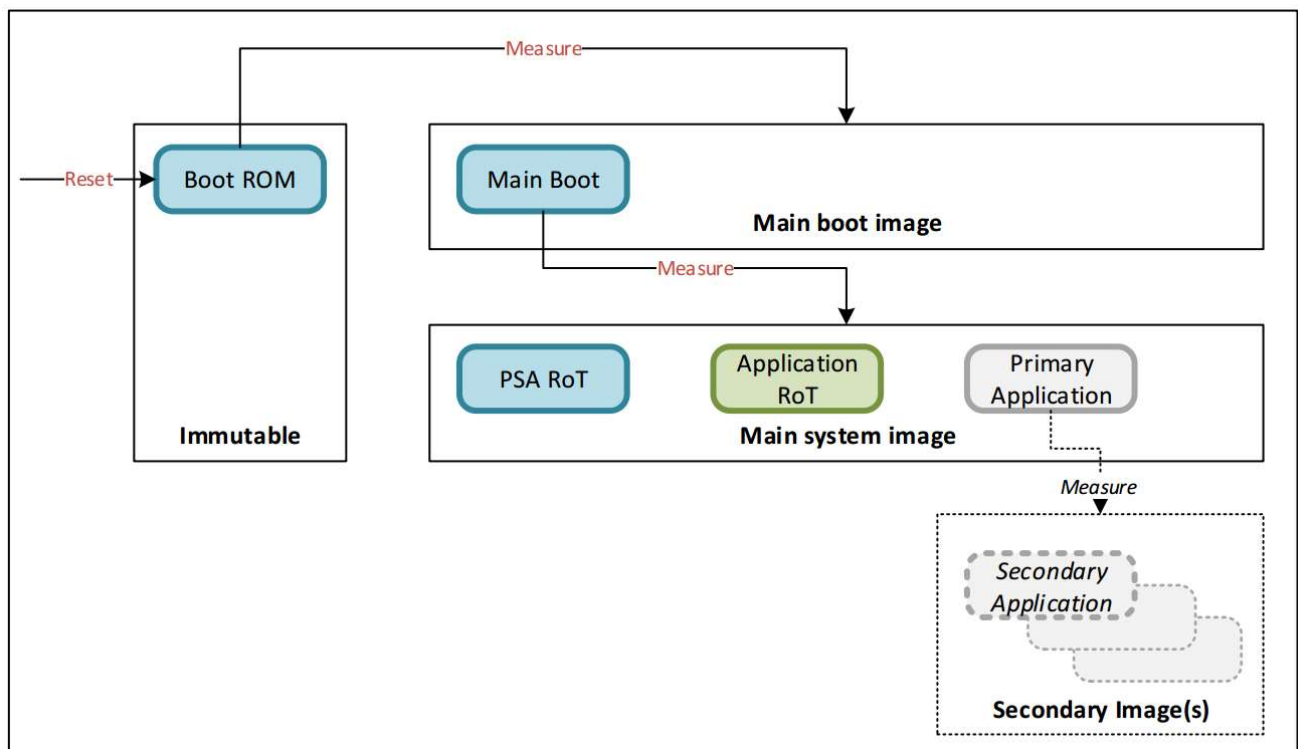 Measure
Reset
Boot ROM
Main Boot
Main boot image
Measure
PSA RoT
Application
RoT
Primary
Application
Immutable
Main system image
Measure
Secondary
Application
Secondary Image(s)